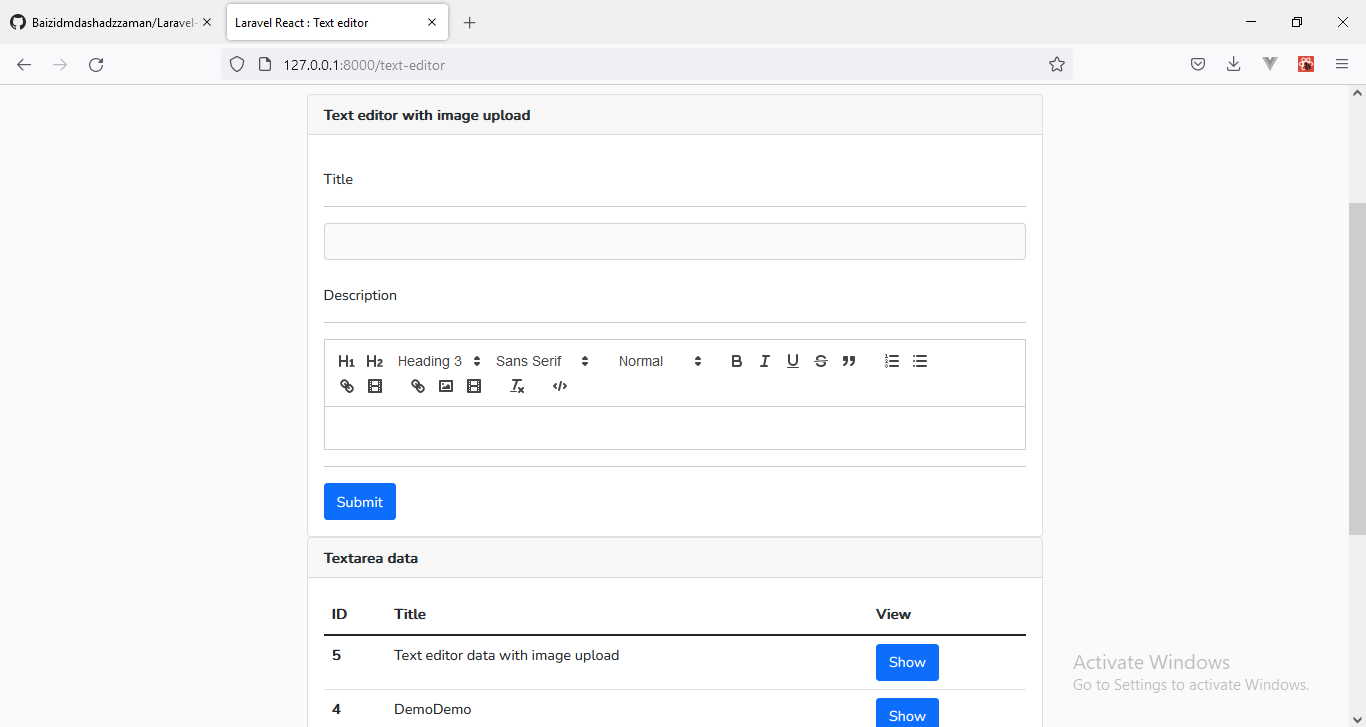 Baizidmdashadzzaman/Laravel-
Laravel React : Text editor
127.0.0.1:8000/text-editor
Text editor with image upload
Title
Description
H1 H2 Heading 3 Sans Serif Normal B I U S
Submit
Textarea data
ID Title View
5 Text editor data with image upload Show
4 DemoDemo Show
Activate Windows
Go to Settings to activate Windows.